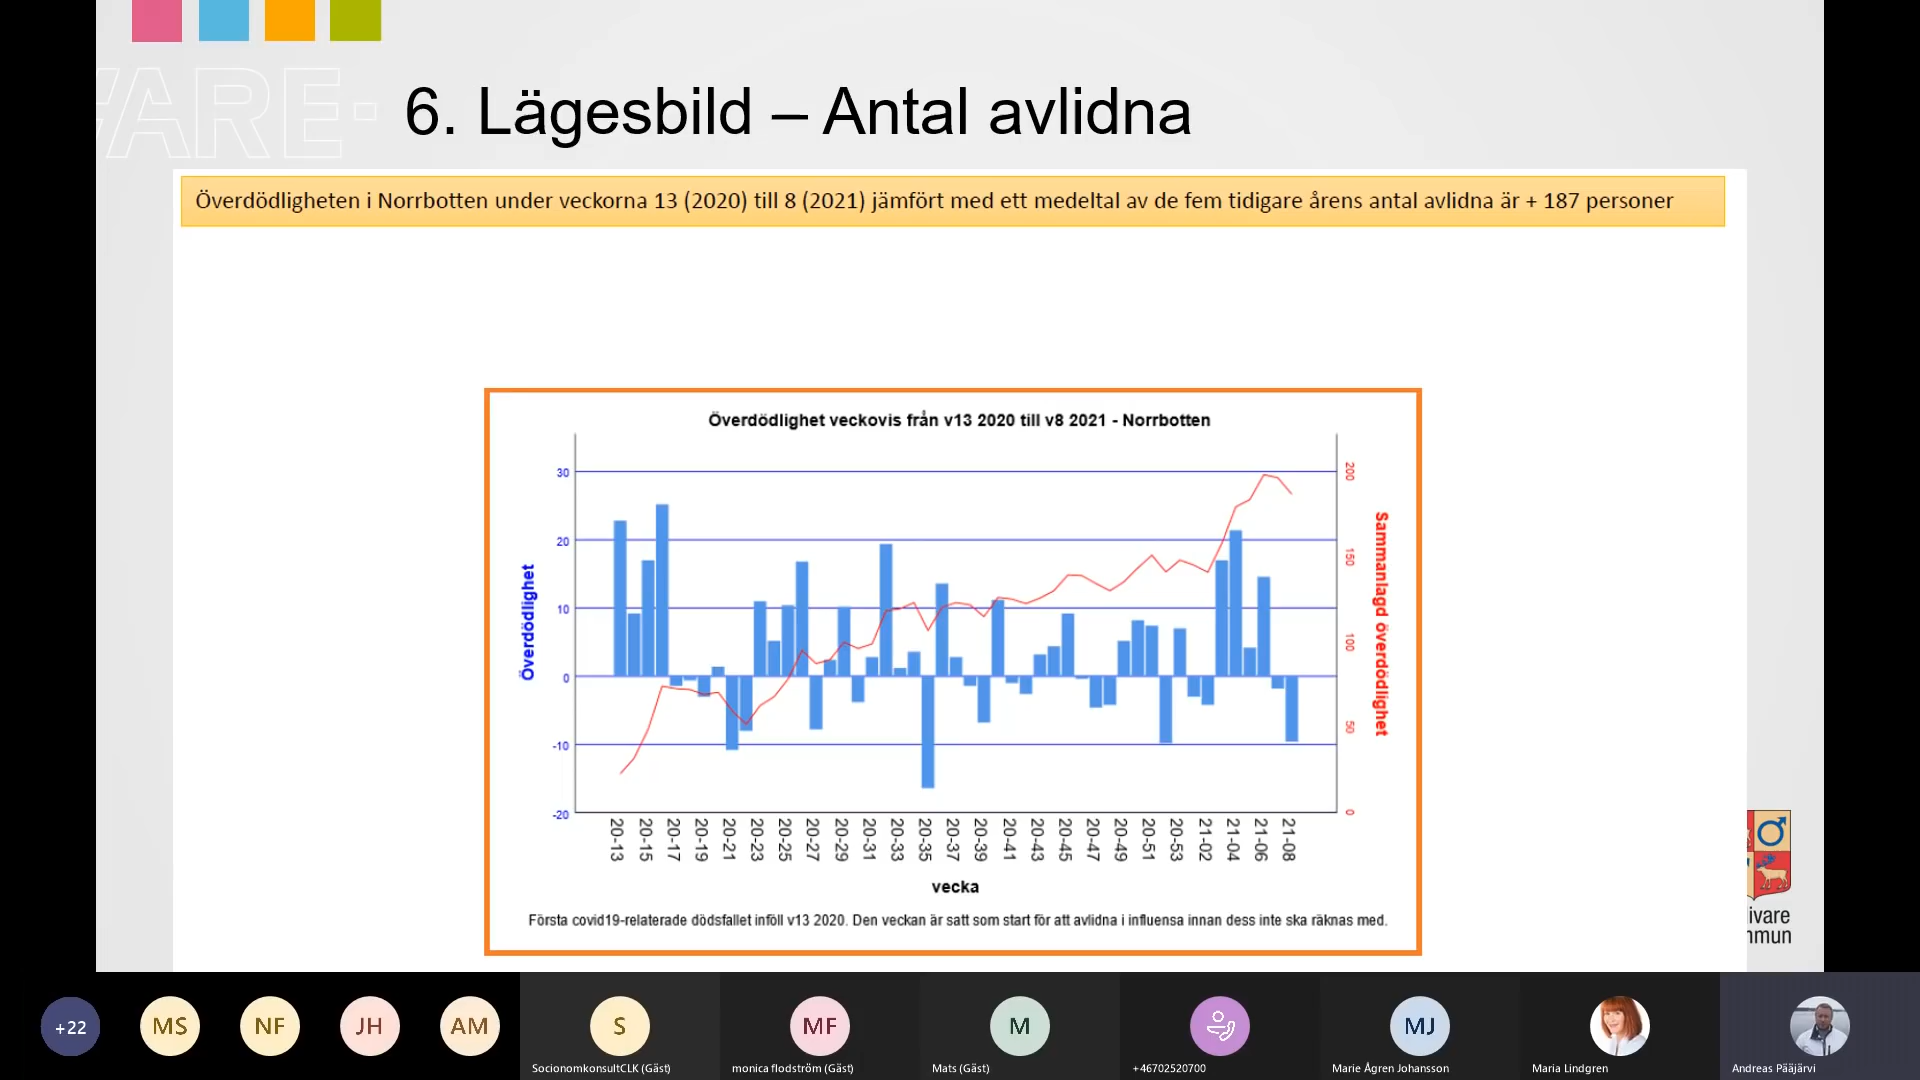 VARE
6. Lägesbild – Antal avlidna
Överdödligheten i Norrbotten under veckorna 13 (2020) till 8 (2021) jämfört med ett medeltal av de fem tidigare årens antal avlidna är + 187 personer
Överdödlighet veckovis från v13 2020 till v8 2021 - Norrbotten
30
20
10
0
-10
-20
Överdödlighet
200
150
100
50
0
Sammanlagd överdödlighet
20-13 20-15 20-17 20-19 20-21 20-23 20-25 20-27 20-29 20-31 20-33 20-35 20-37 20-39 20-41 20-43 20-45 20-47 20-49 20-51 20-53 21-02 21-04 21-06 21-08
vecka
Första covid19-relaterade dödsfallet inföll v13 2020. Den veckan är satt som start för att avlidna i influensa innan dess inte ska räknas med.
ivare
mun
+22 MS NF JH AM S MF M MJ
SocionomkonsultCLK (Gäst) monica flodström (Gäst) Mats (Gäst) +46702520700 Marie Ågren Johansson Maria Lindgren Andreas Pääjärvi